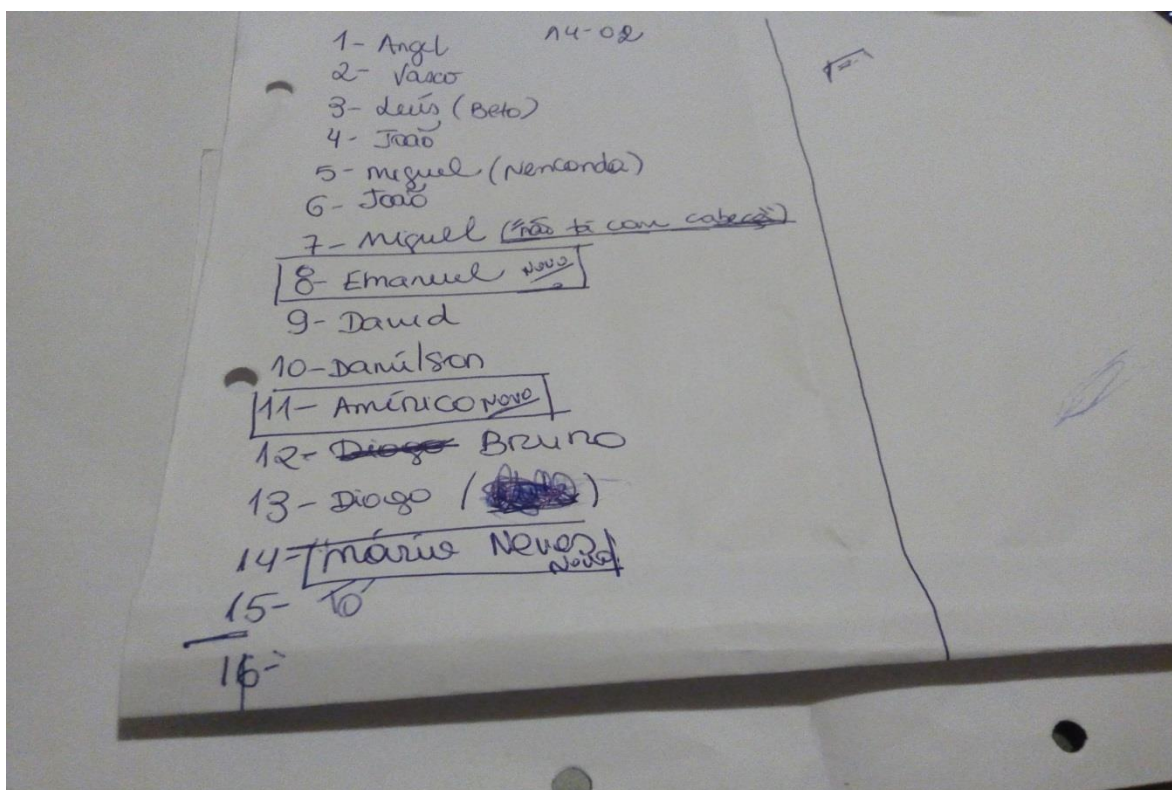 14-02
1- Angel
2- Vasco
3- Luís (Beto)
4- João
5- Miguel (Nenconda)
6- João
7- Miguel ("não tá com cabeça")
8- Emanuel Novo
9- David
10- Danílson
11- Américo Novo
12- Diogo Bruno
13- Diogo ( )
14- Mário Neves Novo
15- Tó
16-